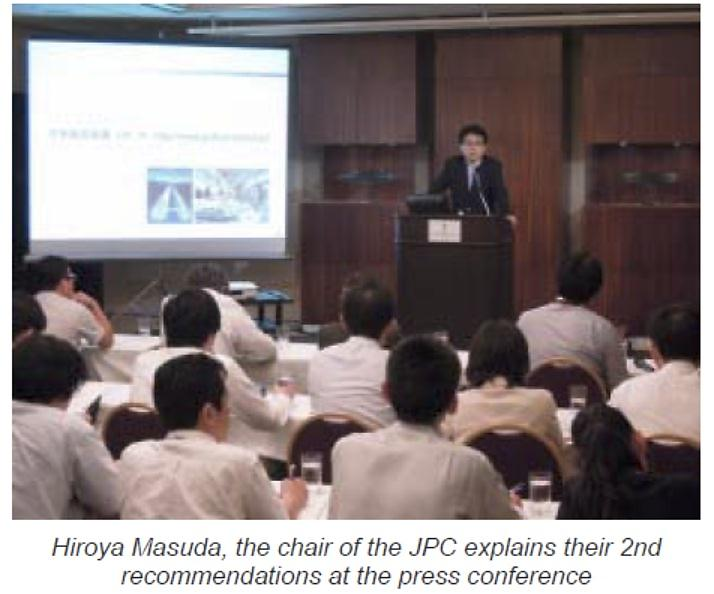 Hiroya Masuda, the chair of the JPC explains their 2nd
recommendations at the press conference